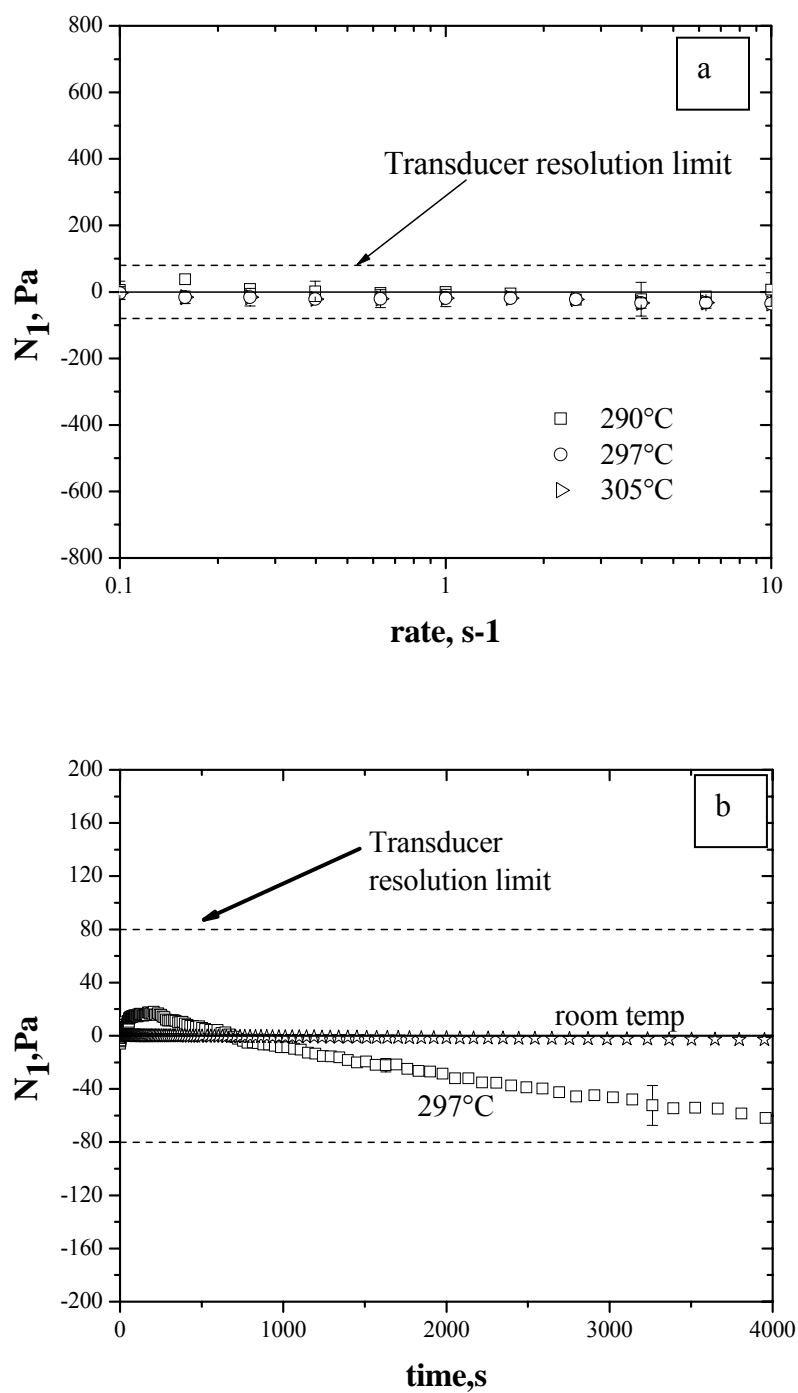 800
a
600
400
Transducer resolution limit
200
0
N1, Pa
-200
-400
290°C
297°C
-600
305°C
-800
0.1
1
10
rate, s-1
200
b
160
Transducer
120
resolution limit
80
40
room temp
0
N1,Pa
-40
297°C
-80
-120
-160
-200
0
1000
2000
3000
4000
time,s